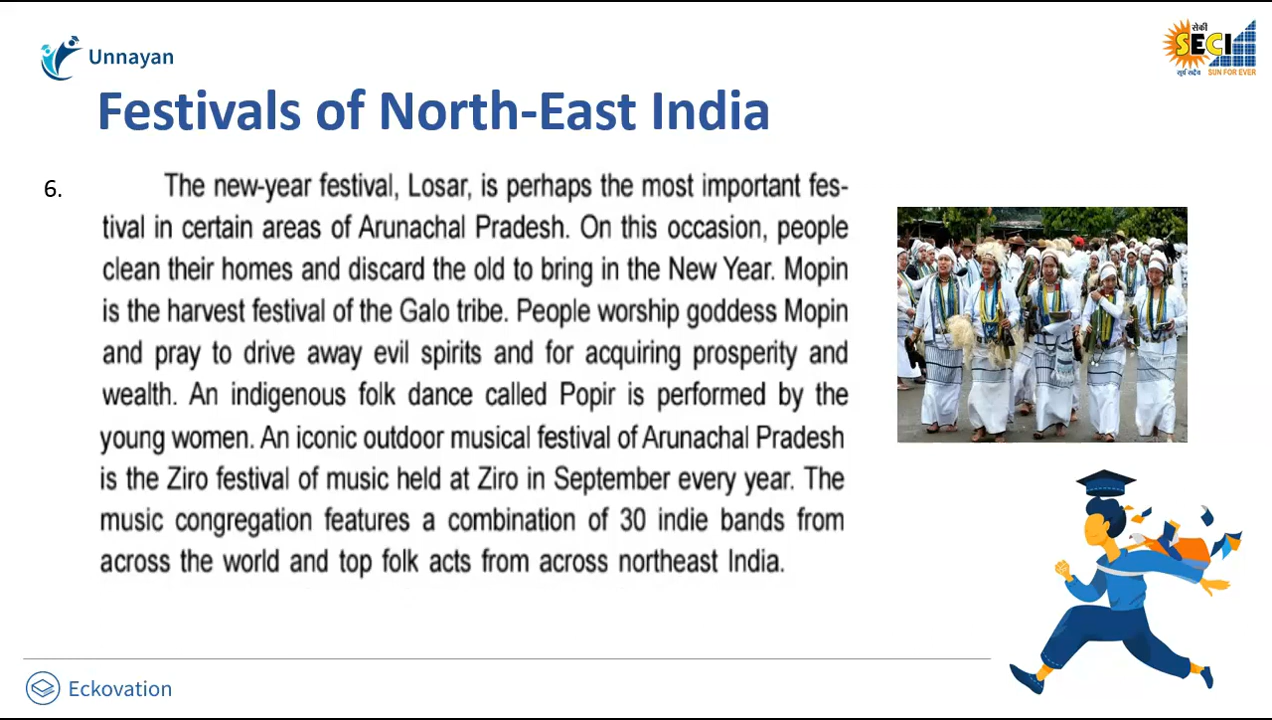 Unnayan
सेकी
SECI
सूर्य सदैव SUN FOR EVER
Festivals of North-East India
6.
The new-year festival, Losar, is perhaps the most important fes-
tival in certain areas of Arunachal Pradesh. On this occasion, people
clean their homes and discard the old to bring in the New Year. Mopin
is the harvest festival of the Galo tribe. People worship goddess Mopin
and pray to drive away evil spirits and for acquiring prosperity and
wealth. An indigenous folk dance called Popir is performed by the
young women. An iconic outdoor musical festival of Arunachal Pradesh
is the Ziro festival of music held at Ziro in September every year. The
music congregation features a combination of 30 indie bands from
across the world and top folk acts from across northeast India.
Eckovation